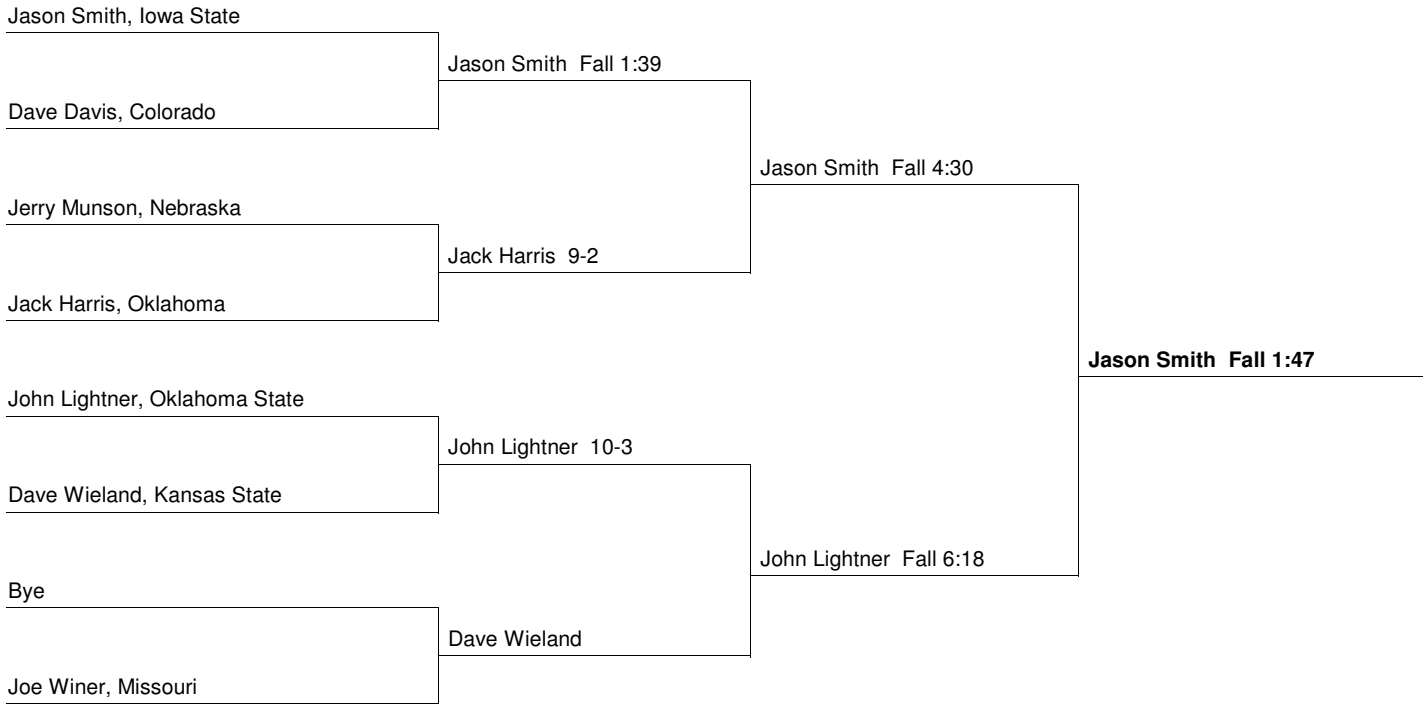 Jason Smith, Iowa State
Jason Smith  Fall 1:39
Dave Davis, Colorado
Jason Smith  Fall 4:30
Jerry Munson, Nebraska
Jack Harris  9-2
Jack Harris, Oklahoma
Jason Smith  Fall 1:47
John Lightner, Oklahoma State
John Lightner  10-3
Dave Wieland, Kansas State
John Lightner  Fall 6:18
Bye
Dave Wieland
Joe Winer, Missouri